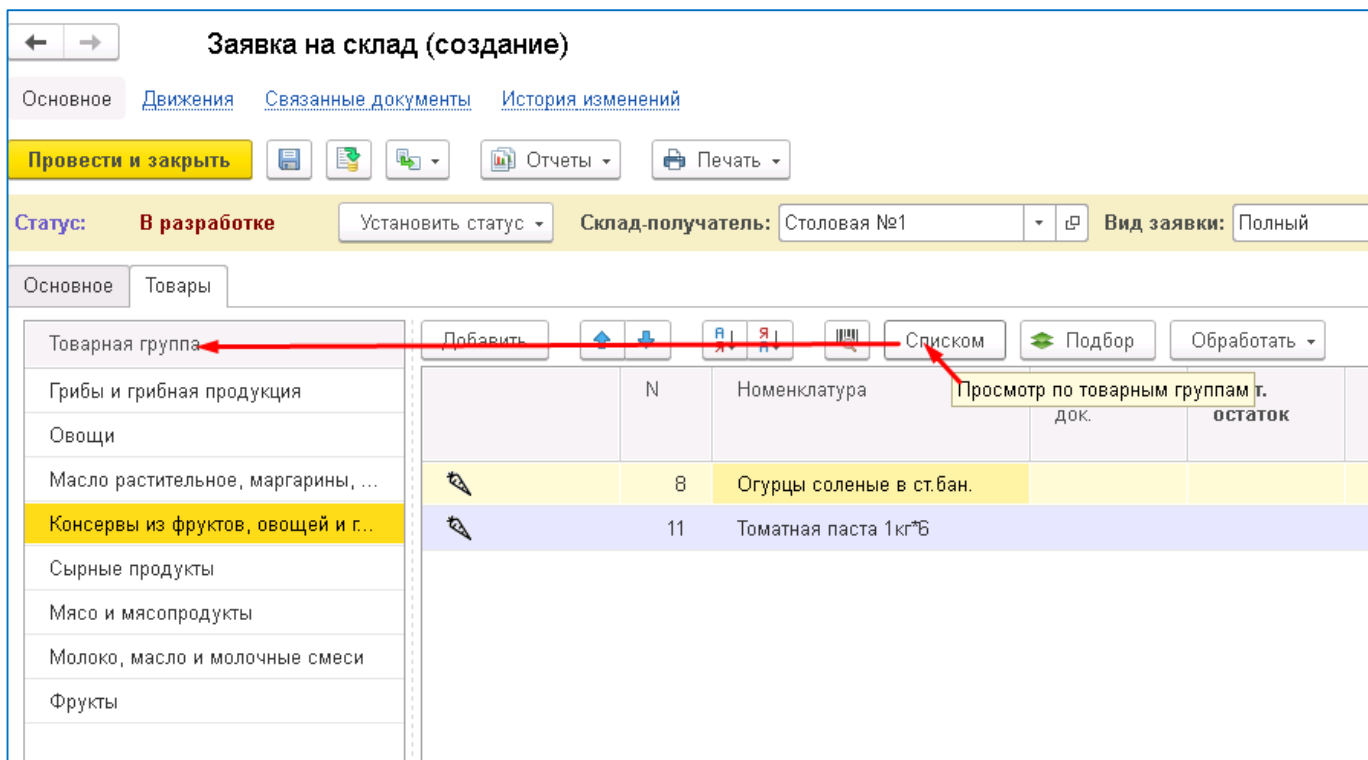 Заявка на склад (создание)
Основное Движения Связанные документы История изменений
Провести и закрыть Отчеты Печать
Статус: В разработке Установить статус Склад-получатель: Столовая №1 Вид заявки: Полный
Основное Товары
Товарная группа Добавить Списком Подбор Обработать
N Номенклатура Просмотр по товарным группам т.
док. остаток
Грибы и грибная продукция
Овощи
Масло растительное, маргарины, ... 8 Огурцы соленые в ст.бан.
Консервы из фруктов, овощей и г... 11 Томатная паста 1кг*6
Сырные продукты
Мясо и мясопродукты
Молоко, масло и молочные смеси
Фрукты